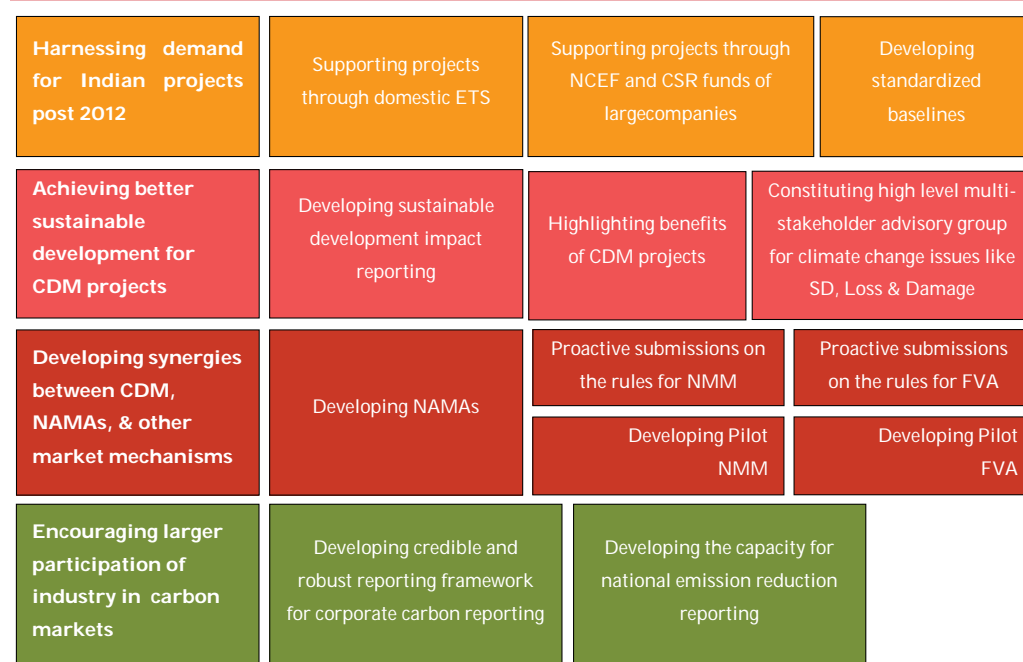 Harnessing demand
for Indian projects
post 2012
Supporting projects
through domestic ETS
Supporting projects through
NCEF and CSR funds of
largecompanies
Developing
standardized
baselines
Achieving better
sustainable
development for
CDM projects
Developing sustainable
development impact
reporting
Highlighting benefits
of CDM projects
Constituting high level multi-
stakeholder advisory group
for climate change issues like
SD, Loss & Damage
Developing synergies
between CDM,
NAMAs, & other
market mechanisms
Developing NAMAs
Proactive submissions on
the rules for NMM
Proactive submissions
on the rules for FVA
Developing Pilot
NMM
Developing Pilot
FVA
Encouraging larger
participation of
industry in carbon
markets
Developing credible and
robust reporting framework
for corporate carbon reporting
Developing the capacity for
national emission reduction
reporting